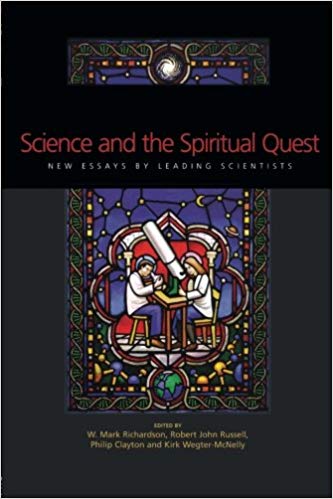 Science and the Spiritual Quest
NEW ESSAYS BY LEADING SCIENTISTS
EDITED BY
W. Mark Richardson, Robert John Russell,
Philip Clayton and Kirk Wegter-McNelly